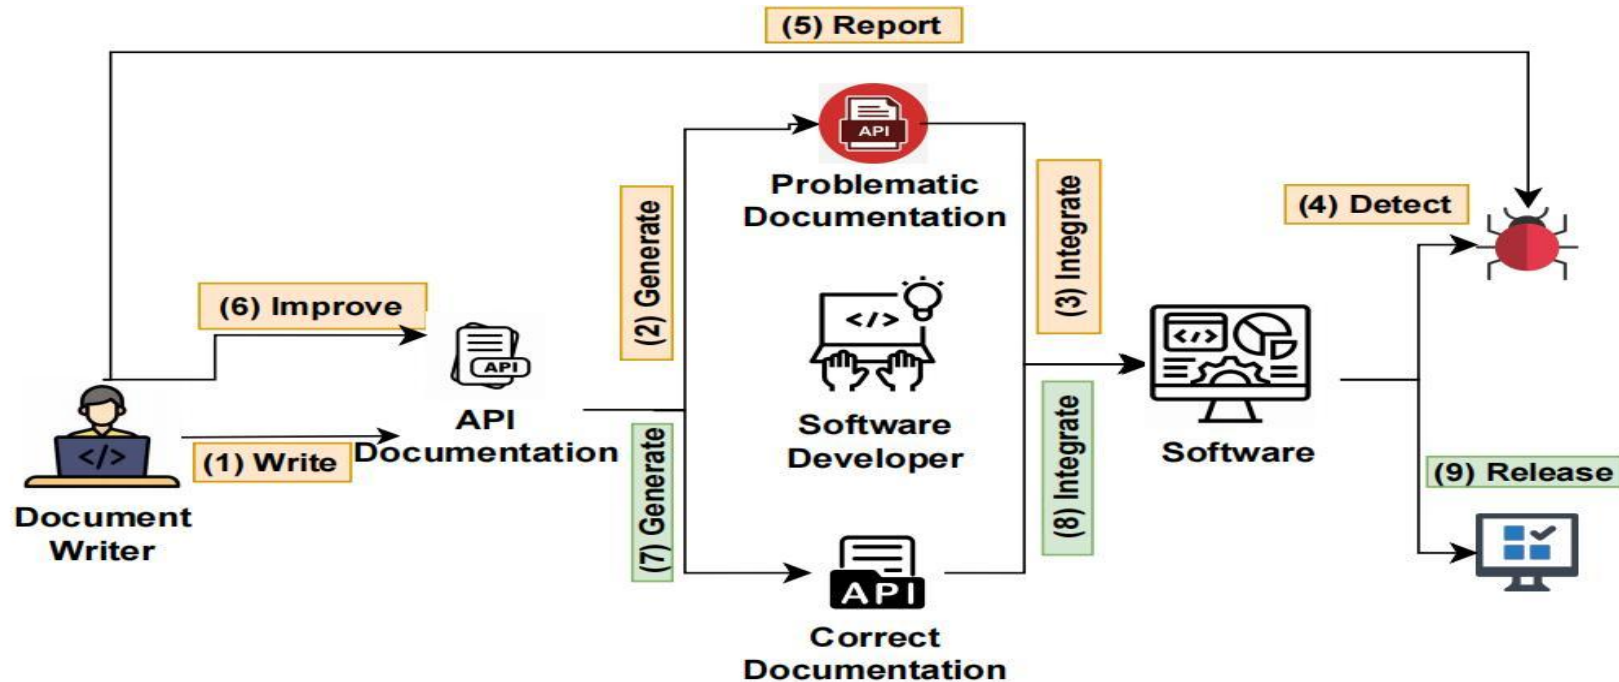 (5) Report
API
Problematic
Documentation
(2) Generate
(3) Integrate
(4) Detect
(6) Improve
</>
</>
API
API
Documentation
(1) Write
</>
Document
Writer
Software
Developer
Software
(7) Generate
(8) Integrate
(9) Release
API
Correct
Documentation